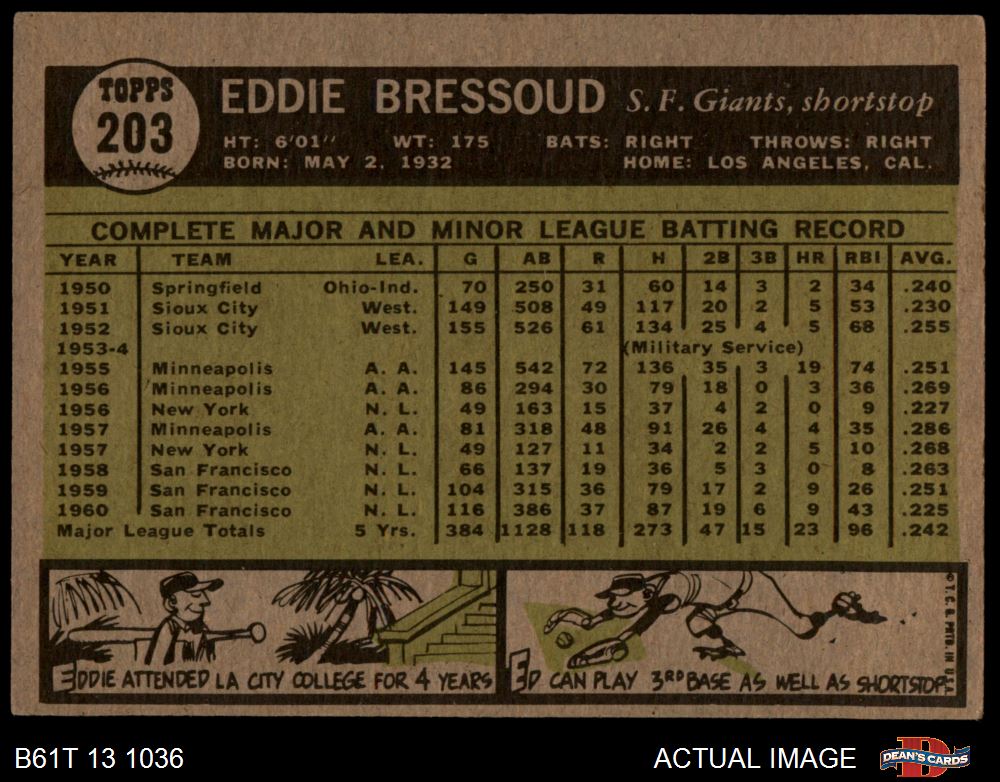 TOPPS
203
EDDIE BRESSOUD S. F. Giants, shortstop
HT: 6'01" WT: 175 BATS: RIGHT THROWS: RIGHT
BORN: MAY 2, 1932 HOME: LOS ANGELES, CAL.
COMPLETE MAJOR AND MINOR LEAGUE BATTING RECORD
YEAR TEAM LEA. G AB R H 2B 3B HR RBI AVG.
1950 Springfield Ohio-Ind. 70 250 31 60 14 3 2 34 .240
1951 Sioux City West. 149 508 49 117 20 2 5 53 .230
1952 Sioux City West. 155 526 61 134 25 4 5 68 .255
1953-4 (Military Service)
1955 Minneapolis A. A. 145 542 72 136 35 3 19 74 .251
1956 Minneapolis A. A. 86 294 30 79 18 0 3 36 .269
1956 New York N. L. 49 163 15 37 4 2 0 9 .227
1957 Minneapolis A. A. 81 318 48 91 26 4 4 35 .286
1957 New York N. L. 49 127 11 34 2 2 5 10 .268
1958 San Francisco N. L. 66 137 19 36 5 3 0 8 .263
1959 San Francisco N. L. 104 315 36 79 17 2 9 26 .251
1960 San Francisco N. L. 116 386 37 87 19 6 9 43 .225
Major League Totals 5 Yrs. 384 1128 118 273 47 15 23 96 .242
EDDIE ATTENDED LA CITY COLLEGE FOR 4 YEARS
ED CAN PLAY 3RD BASE AS WELL AS SHORTSTOP.
© T. C. G. PRTD. IN U.S.A.
B61T 13 1036
ACTUAL IMAGE
DEAN'S CARDS